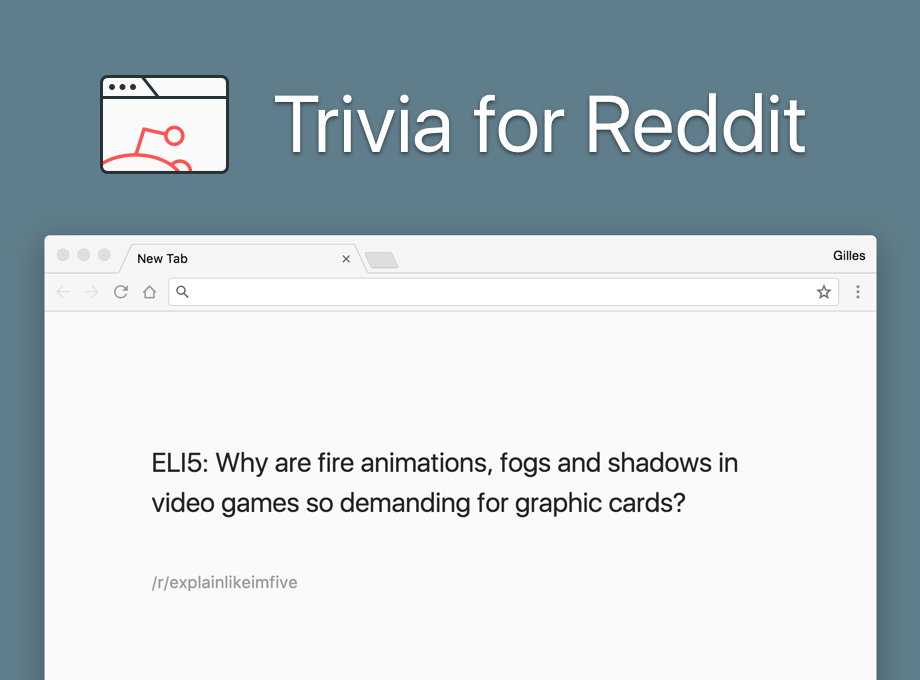 Trivia for Reddit
New Tab
Gilles
ELI5: Why are fire animations, fogs and shadows in
video games so demanding for graphic cards?
/r/explainlikeimfive